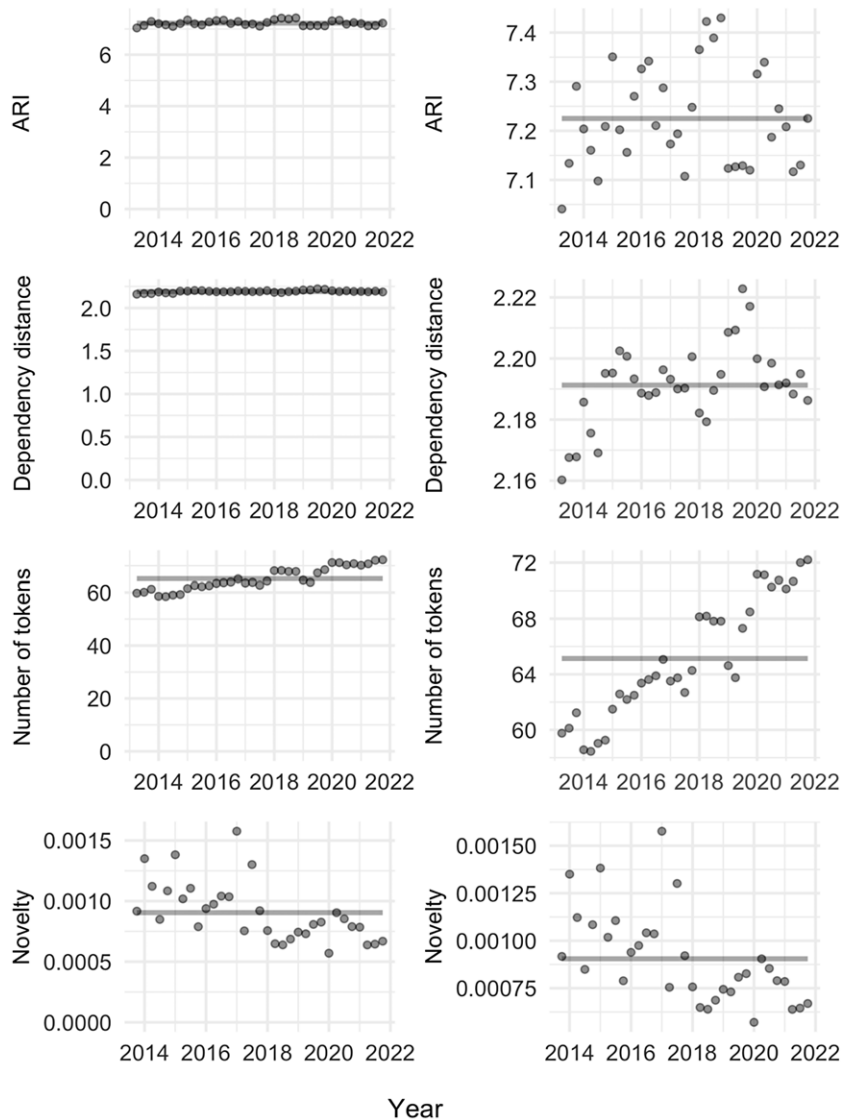 ARI
6
4
2
0
2014 2016 2018 2020 2022
ARI
7.4
7.3
7.2
7.1
2014 2016 2018 2020 2022
Dependency distance
2.0
1.5
1.0
0.5
0.0
2014 2016 2018 2020 2022
Dependency distance
2.22
2.20
2.18
2.16
2014 2016 2018 2020 2022
Number of tokens
60
40
20
0
2014 2016 2018 2020 2022
Number of tokens
72
68
64
60
2014 2016 2018 2020 2022
Novelty
0.0015
0.0010
0.0005
0.0000
2014 2016 2018 2020 2022
Novelty
0.00150
0.00125
0.00100
0.00075
2014 2016 2018 2020 2022
Year